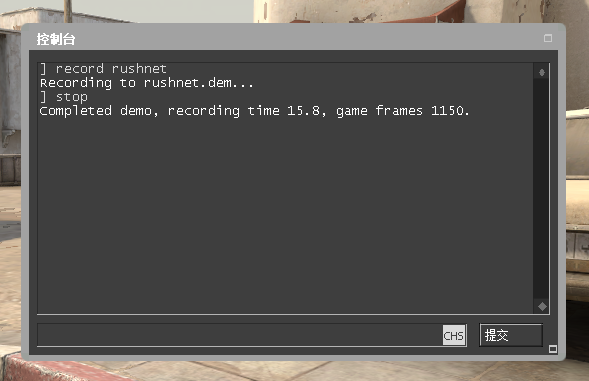 控制台
] record rushnet
Recording to rushnet.dem...
] stop
Completed demo, recording time 15.8, game frames 1150.
CHS
提交